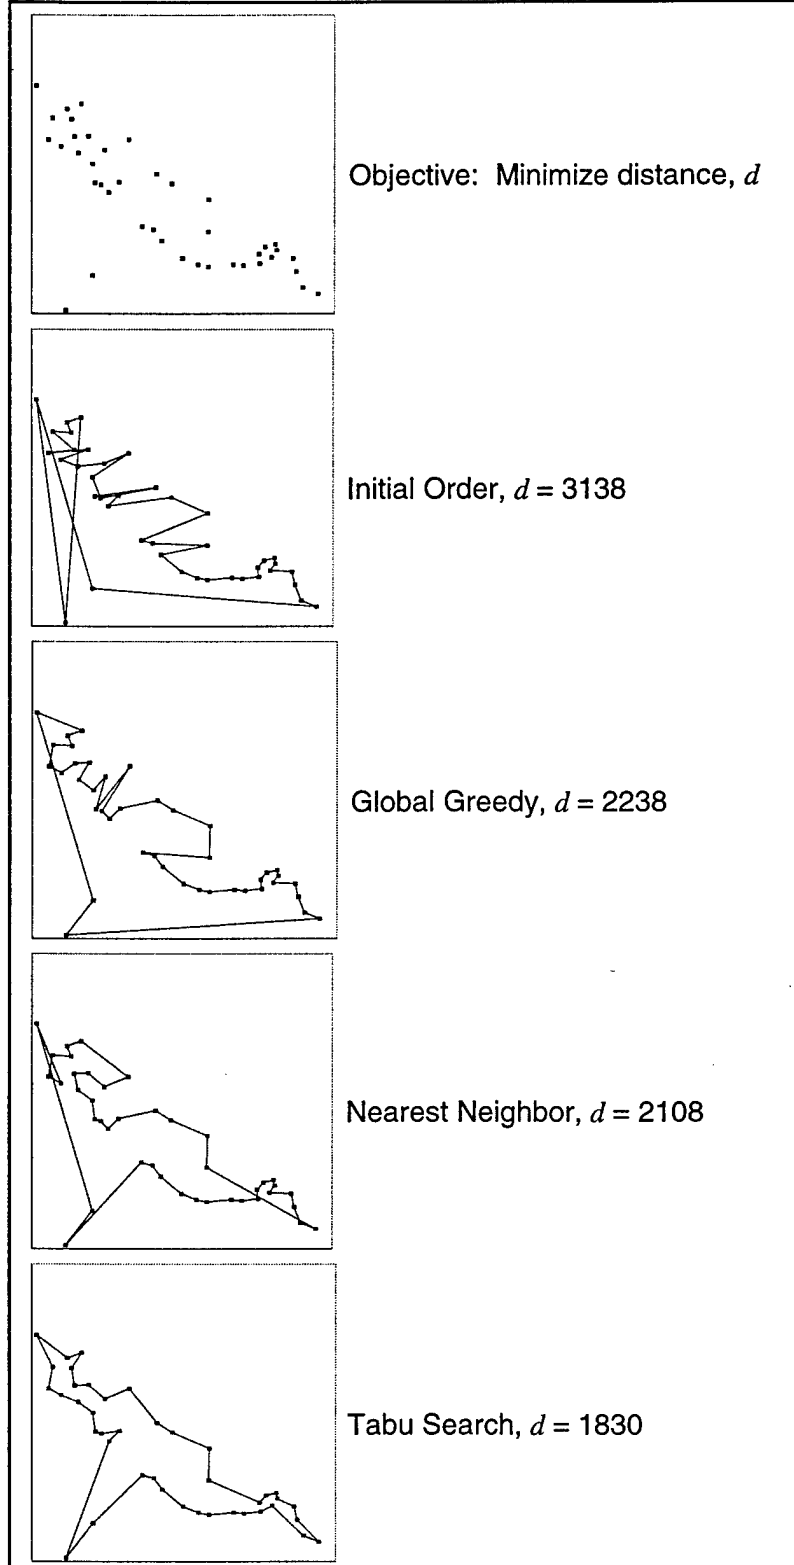 Objective: Minimize distance, d
Initial Order, d = 3138
Global Greedy, d = 2238
Nearest Neighbor, d = 2108
Tabu Search, d = 1830